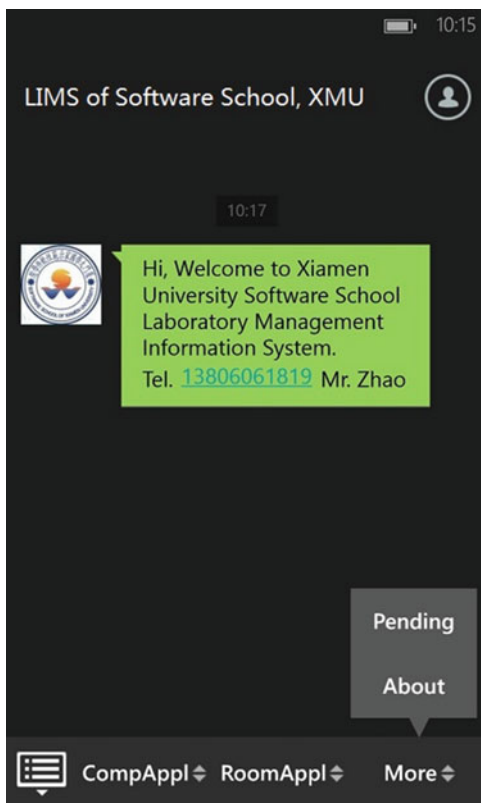 10:15
LIMS of Software School, XMU
10:17
Hi, Welcome to Xiamen
University Software School
Laboratory Management
Information System.
Tel. 13806061819 Mr. Zhao
Pending
About
CompAppl RoomAppl More